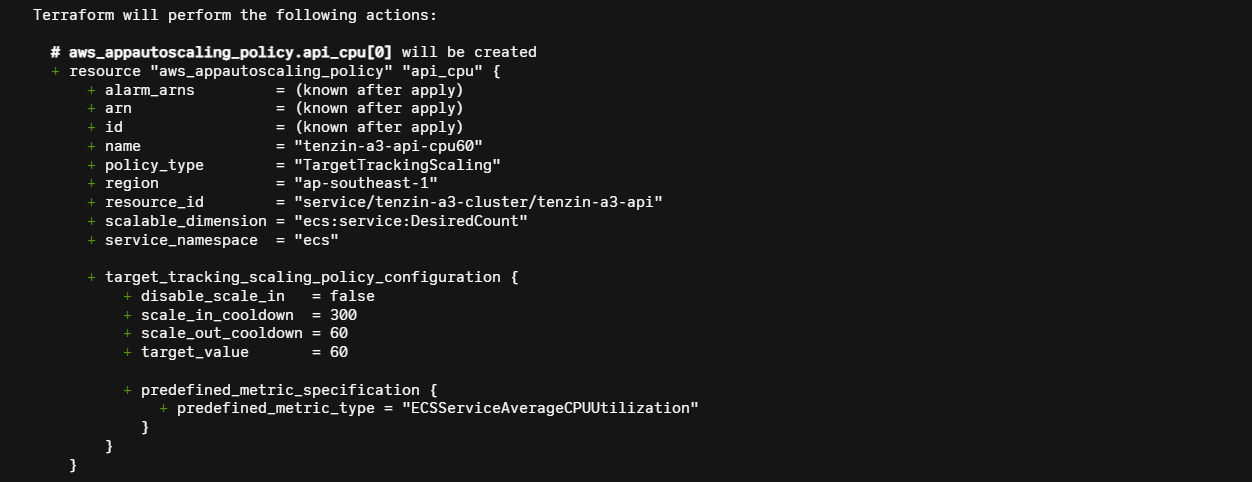 Terraform will perform the following actions:
# aws_appautoscaling_policy.api_cpu[0] will be created
+ resource "aws_appautoscaling_policy" "api_cpu" {
+ alarm_arns         = (known after apply)
+ arn                = (known after apply)
+ id                 = (known after apply)
+ name               = "tenzin-a3-api-cpu60"
+ policy_type        = "TargetTrackingScaling"
+ region             = "ap-southeast-1"
+ resource_id        = "service/tenzin-a3-cluster/tenzin-a3-api"
+ scalable_dimension = "ecs:service:DesiredCount"
+ service_namespace  = "ecs"
+ target_tracking_scaling_policy_configuration {
+ disable_scale_in   = false
+ scale_in_cooldown  = 300
+ scale_out_cooldown = 60
+ target_value       = 60
+ predefined_metric_specification {
+ predefined_metric_type = "ECSServiceAverageCPUUtilization"
}
}
}